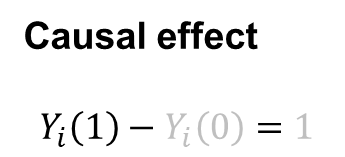 Causal effect
Yᵢ(1) − Yᵢ(0) = 1